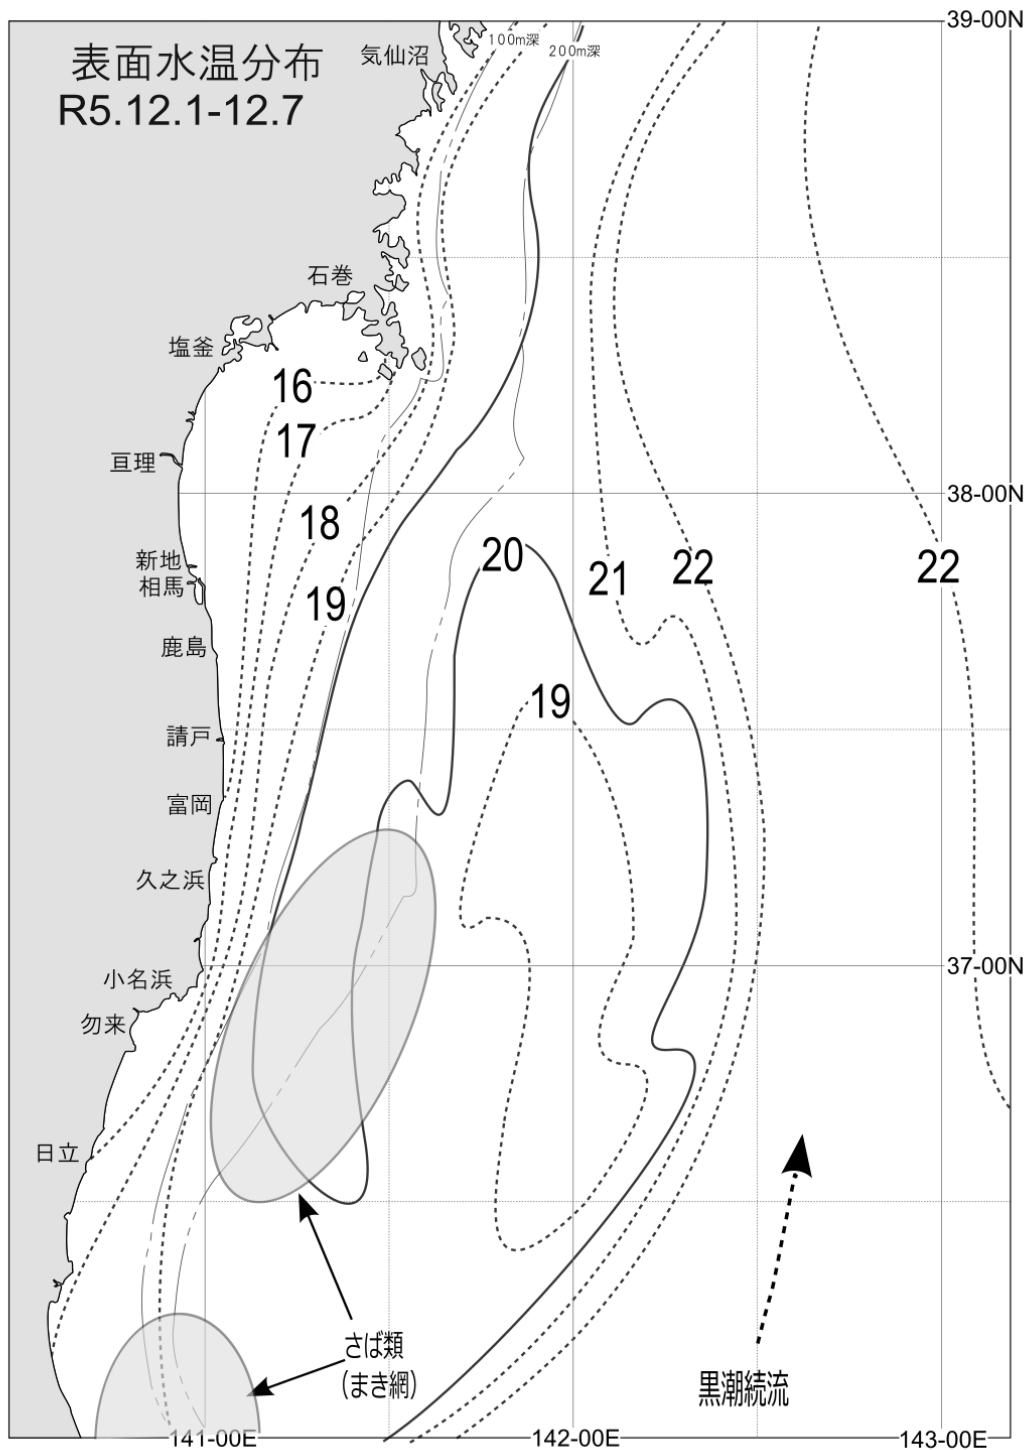 39-00N
100m深
200m深
表面水温分布
R5.12.1-12.7
気仙沼
石巻
塩釜
16
17
亘理
38-00N
18
新地
相馬
20
21
22
22
19
鹿島
19
請戸
富岡
久之浜
小名浜
37-00N
勿来
日立
さば類
(まき網)
黒潮続流
141-00E
142-00E
143-00E